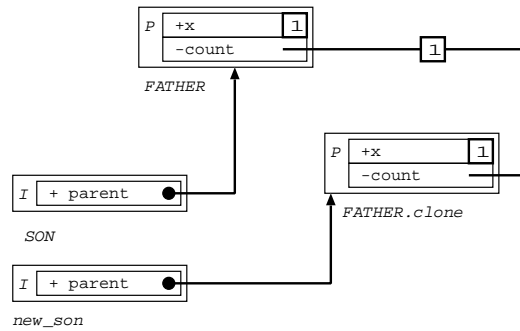 P +x 1
-count 1
FATHER
P +x 1
-count
I + parent
FATHER.clone
SON
I + parent
new_son